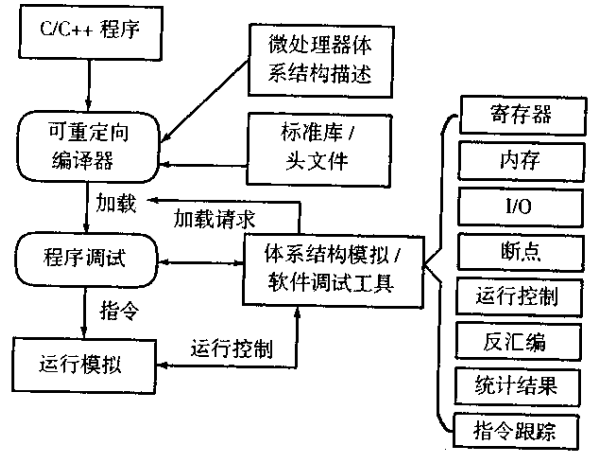 C/C++ 程序
微处理器体
系结构描述
可重定向
编译器
标准库 /
头文件
加载
加载请求
程序调试
体系结构模拟 /
软件调试工具
指令
运行模拟
运行控制
寄存器
内存
I/O
断点
运行控制
反汇编
统计结果
指令跟踪